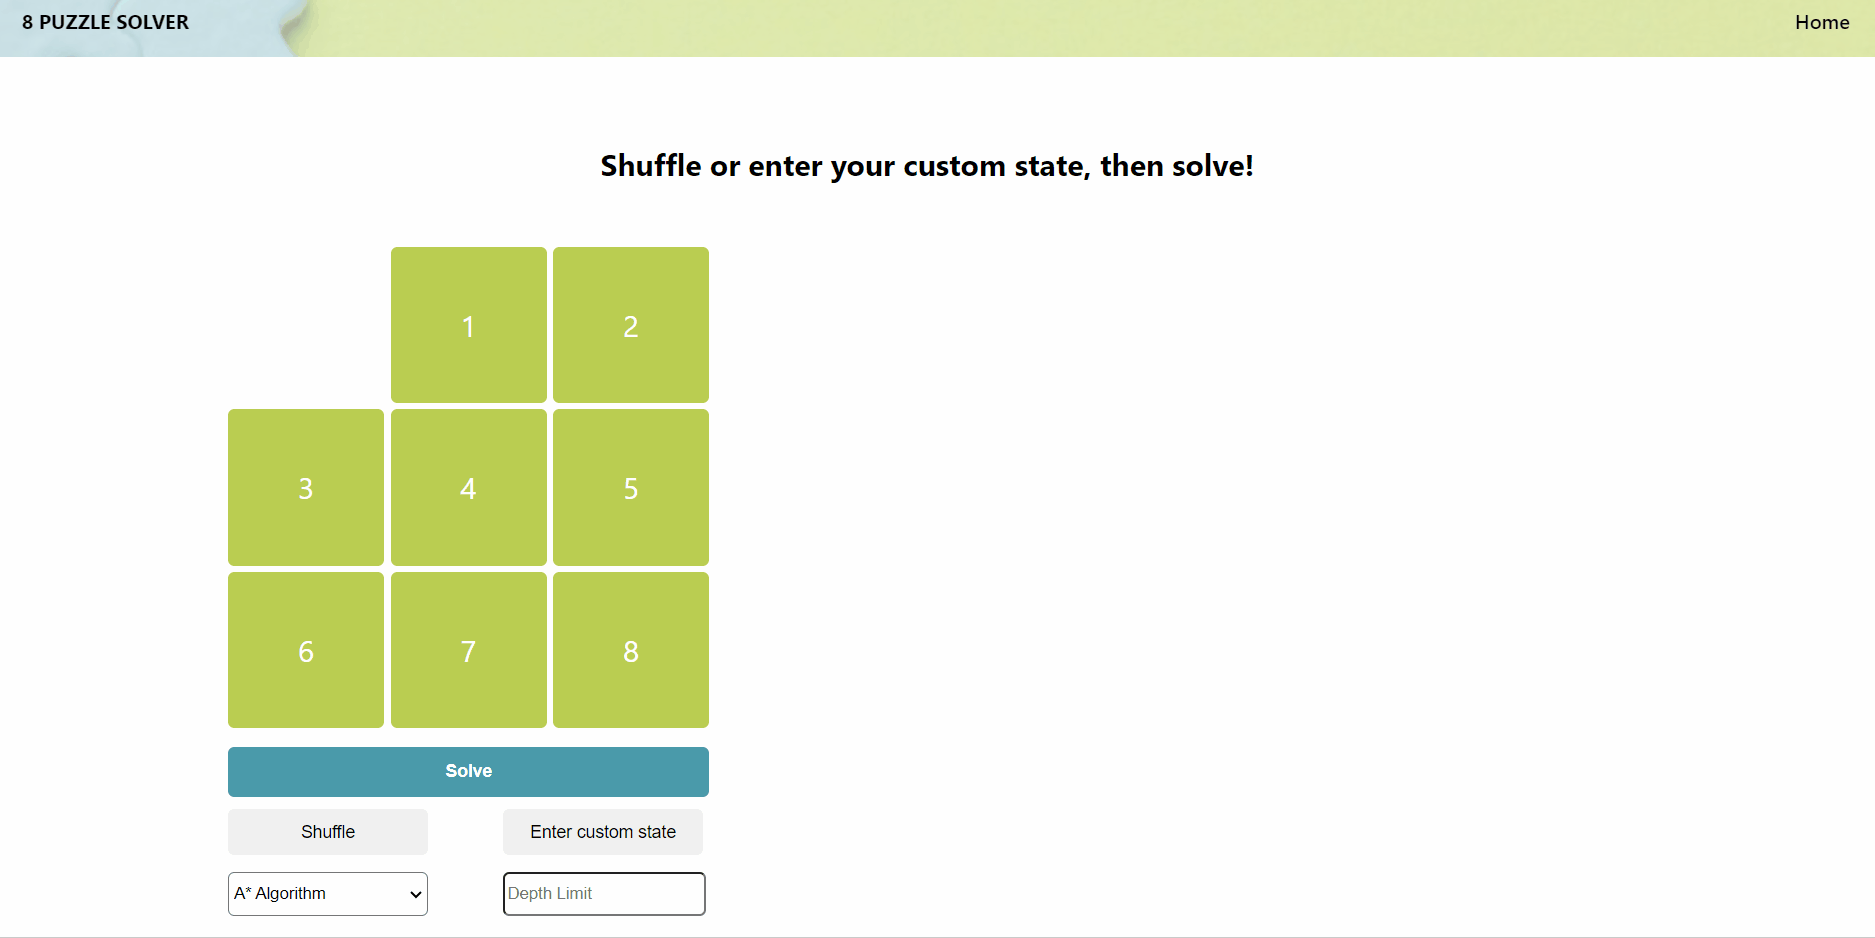 8 PUZZLE SOLVER
Home
Shuffle or enter your custom state, then solve!
1 2
3 4 5
6 7 8
Solve
Shuffle
Enter custom state
A* Algorithm
Depth Limit